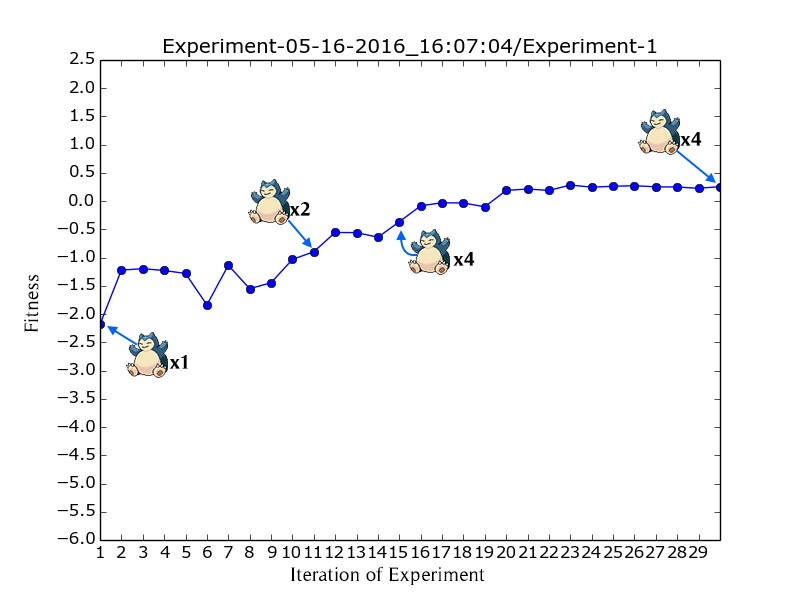 Experiment-05-16-2016_16:07:04/Experiment-1
2.5
2.0
1.5
1.0
0.5
0.0
−0.5
−1.0
−1.5
−2.0
−2.5
−3.0
−3.5
−4.0
−4.5
−5.0
−5.5
−6.0
Fitness
x4
x2
x4
x1
1 2 3 4 5 6 7 8 9 10 11 12 13 14 15 16 17 18 19 20 21 22 23 24 25 26 27 28 29
Iteration of Experiment